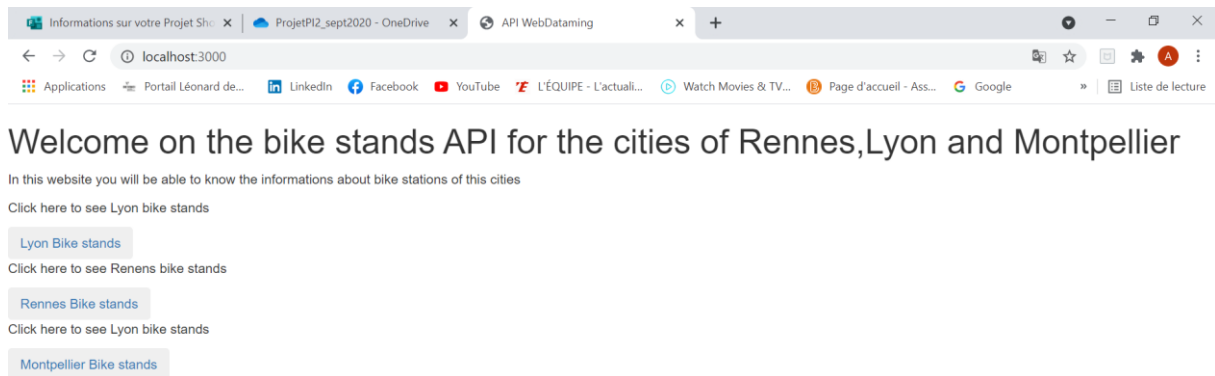 Informations sur votre Projet Sho
ProjetPI2_sept2020 - OneDrive
API WebDataming
localhost:3000
A
Applications
Portail Léonard de...
LinkedIn
Facebook
YouTube
L'ÉQUIPE - L'actuali...
Watch Movies & TV...
Page d'accueil - Ass...
Google
»
Liste de lecture
Welcome on the bike stands API for the cities of Rennes,Lyon and Montpellier
In this website you will be able to know the informations about bike stations of this cities
Click here to see Lyon bike stands
Lyon Bike stands
Click here to see Renens bike stands
Rennes Bike stands
Click here to see Lyon bike stands
Montpellier Bike stands